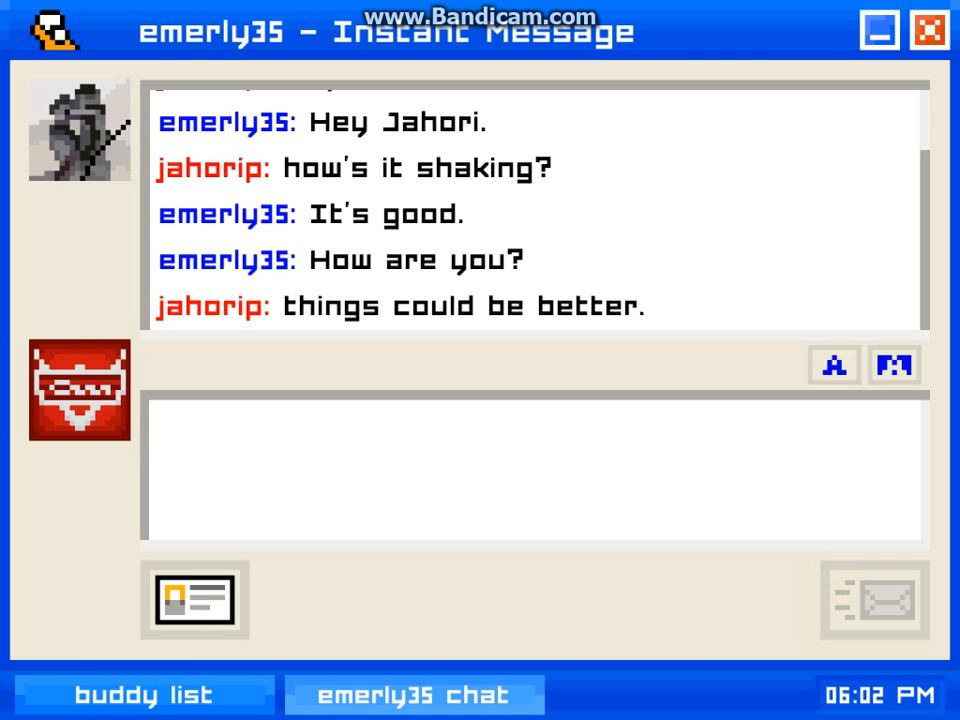 www.Bandicam.com
emerly35 - Instant Message
emerly35: Hey Jahori.
jahorip: how's it shaking?
emerly35: It's good.
emerly35: How are you?
jahorip: things could be better.
A
buddy list
emerly35 chat
06:02 PM